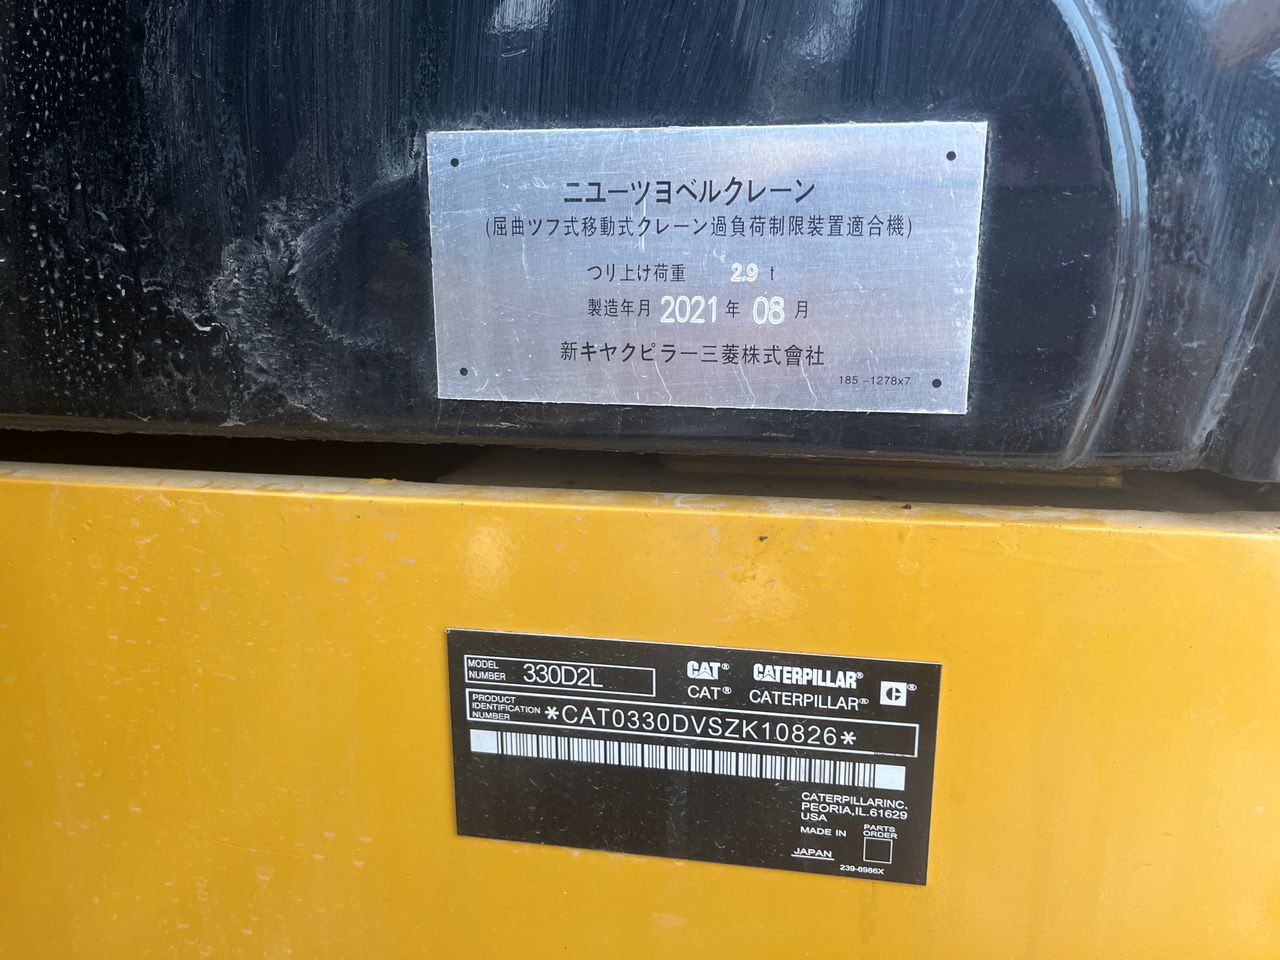 ニューツヨベルクレーン
(屈曲ツフ式移動式クレーン過負荷制限装置適合機)
つり上け荷重 2.9 t
製造年月 2021 年 08 月
新キヤタピラー三菱株式會社
185-1278x7
MODEL NUMBER 330D2L
CAT® CATERPILLAR® C®
CAT® CATERPILLAR®
PRODUCT IDENTIFICATION NUMBER *CAT0330DVSZK10826*
CATERPILLAR INC.
PEORIA, IL. 61629
USA
MADE IN JAPAN
PARTS ORDER
239-6986X